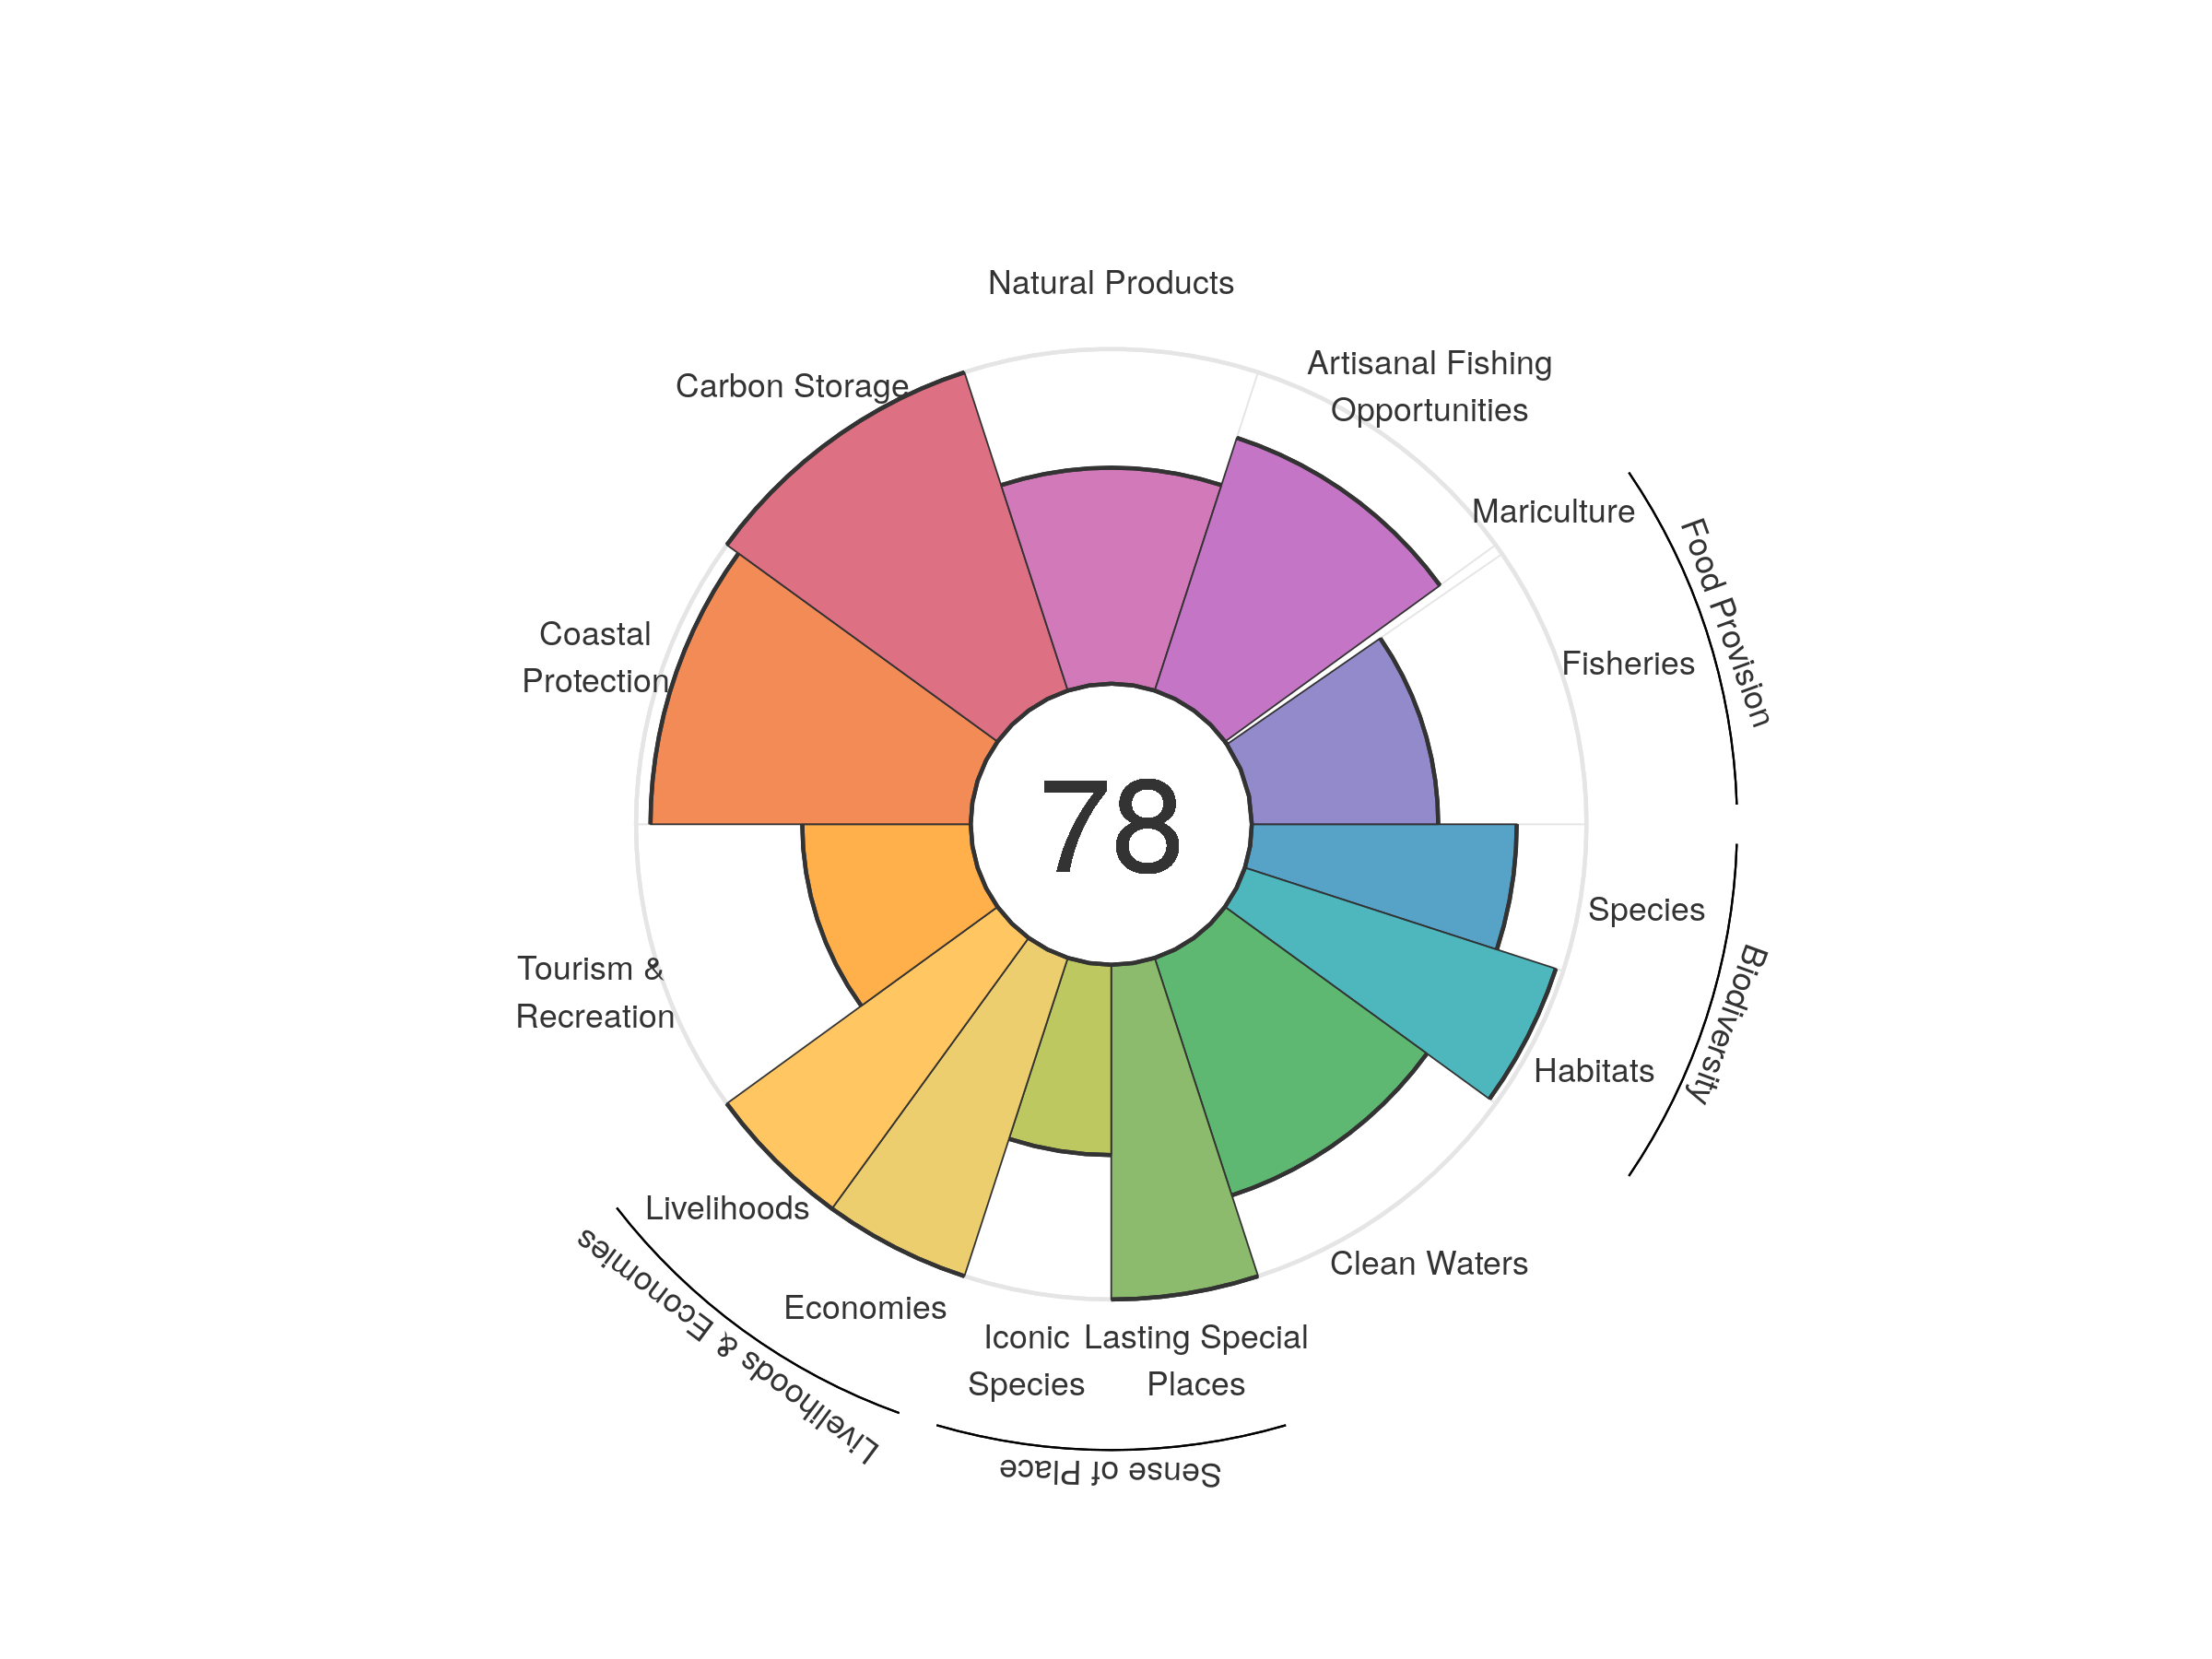 Natural Products
Artisanal Fishing
Opportunities
Carbon Storage
Mariculture
Food Provision
Coastal
Protection
Fisheries
78
Species
Biodiversity
Tourism &
Recreation
Habitats
Livelihoods
Clean Waters
Livelihoods & Economies
Economies
Iconic
Species
Lasting Special
Places
Sense of Place